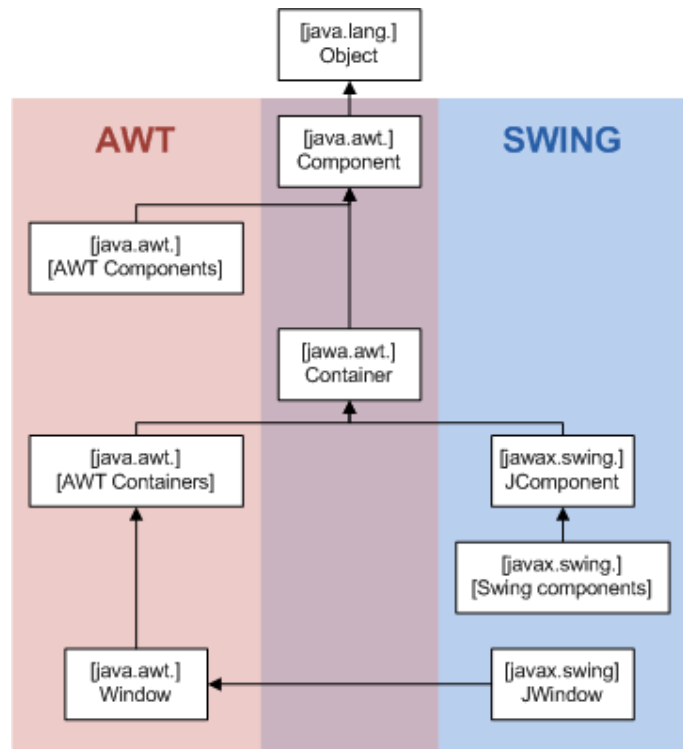 [java.lang.]
Object
AWT
[java.awt.]
Component
SWING
[java.awt.]
[AWT Components]
[jawa.awt.]
Container
[java.awt.]
[AWT Containers]
[jawax.swing.]
JComponent
[javax.swing.]
[Swing components]
[java.awt.]
Window
[javax.swing]
JWindow